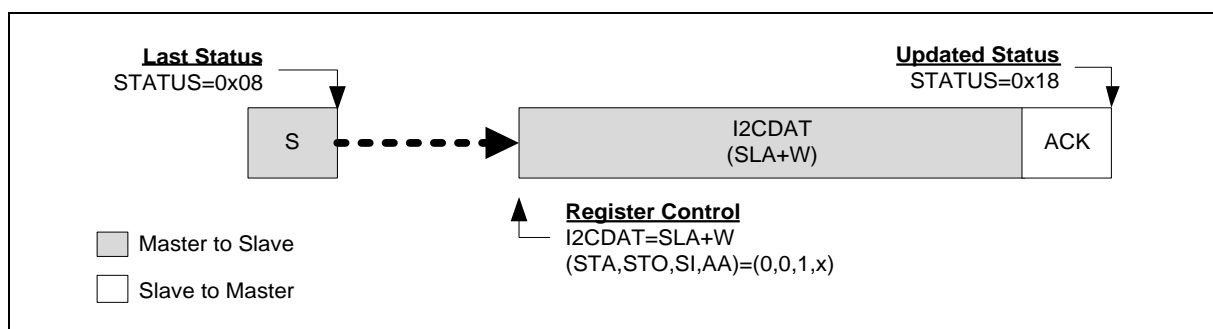 Last Status
STATUS=0x08
Updated Status
STATUS=0x18
S
I2CDAT
(SLA+W)
ACK
Register Control
I2CDAT=SLA+W
(STA,STO,SI,AA)=(0,0,1,x)
Master to Slave
Slave to Master